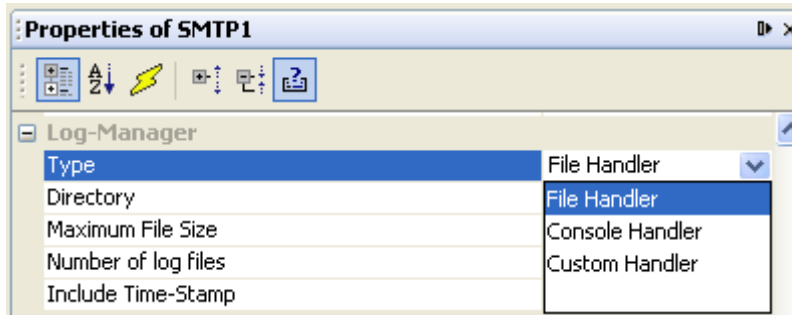 Properties of SMTP1
Log-Manager
Type File Handler
Directory File Handler
Maximum File Size Console Handler
Number of log files Custom Handler
Include Time-Stamp